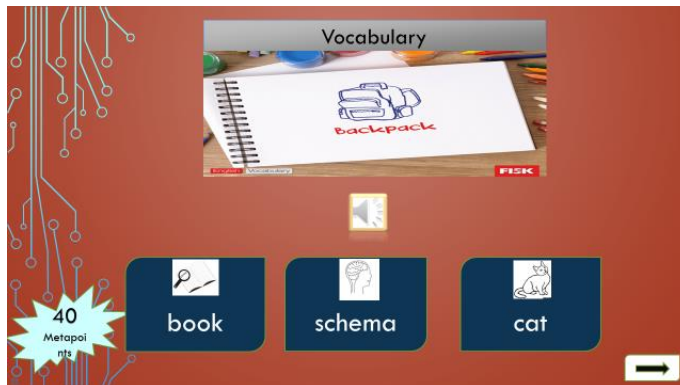 Vocabulary
Backpack
English Vocabulary
FISK
book
schema
cat
40
Metapoi
nts